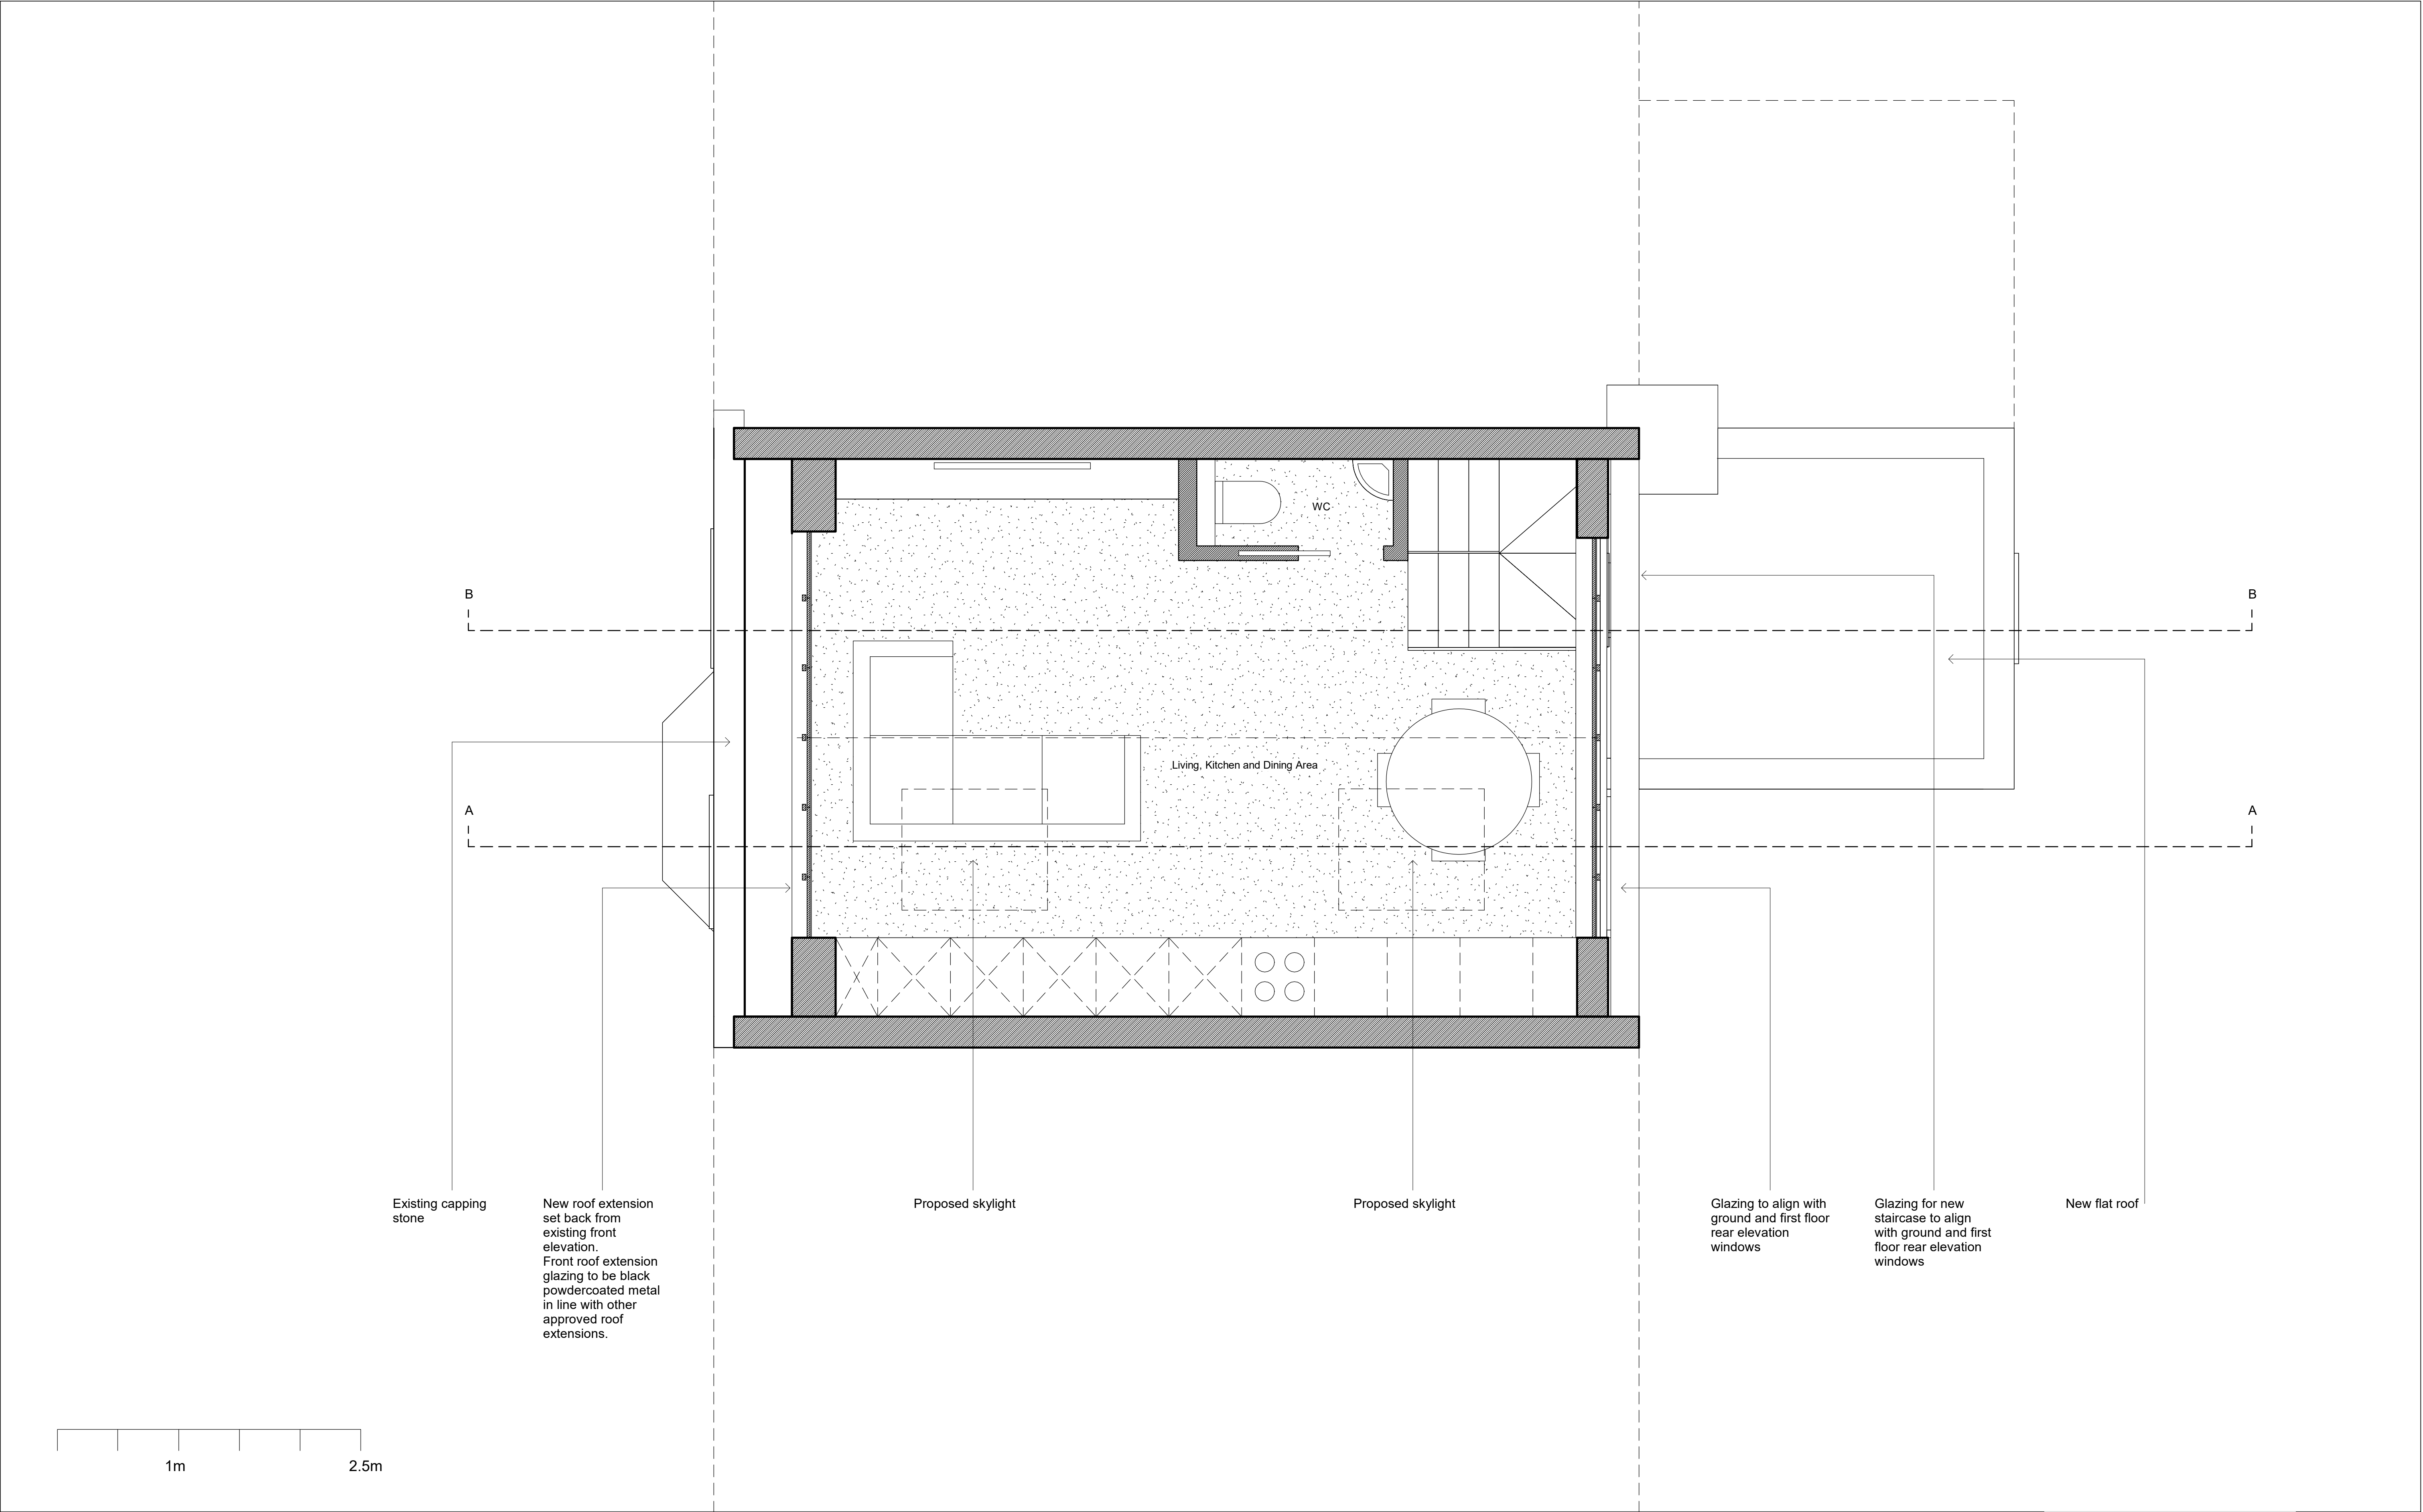 WC
B
B
Living, Kitchen and Dining Area
A
A
Existing capping
stone
New roof extension
set back from
existing front
elevation.
Front roof extension
glazing to be black
powdercoated metal
in line with other
approved roof
extensions.
Proposed skylight
Proposed skylight
Glazing to align with
ground and first floor
rear elevation
windows
Glazing for new
staircase to align
with ground and first
floor rear elevation
windows
New flat roof
1m
2.5m